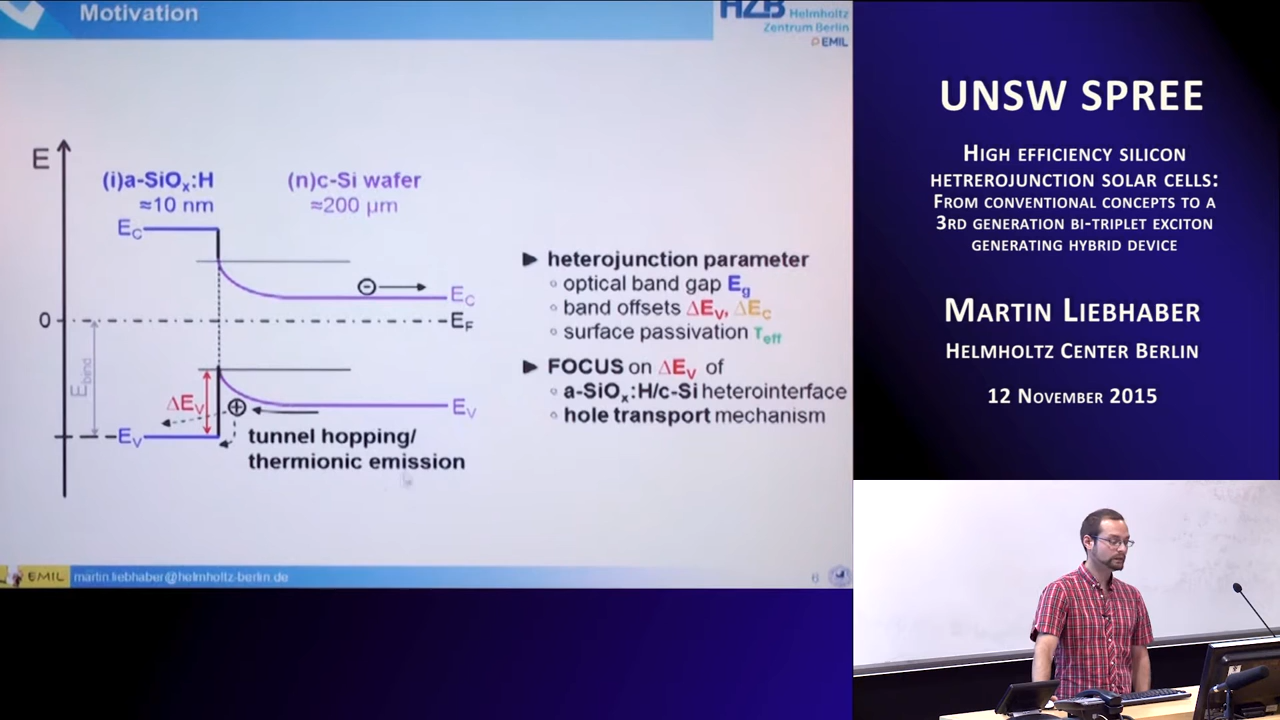 Motivation
HZB Helmholtz
Zentrum Berlin
EMIL
E
(i)a-SiOx:H
≈10 nm
(n)c-Si wafer
≈200 µm
EC
EC
0
EF
Ebind
ΔEV
EV
EV
tunnel hopping/
thermionic emission
heterojunction parameter
optical band gap Eg
band offsets ΔEV, ΔEC
surface passivation τeff
FOCUS on ΔEV of
a-SiOx:H/c-Si heterointerface
hole transport mechanism
EMIL
martin.liebhaber@helmholtz-berlin.de
6
UNSW SPREE
HIGH EFFICIENCY SILICON
HETREROJUNCTION SOLAR CELLS:
FROM CONVENTIONAL CONCEPTS TO A
3RD GENERATION BI-TRIPLET EXCITON
GENERATING HYBRID DEVICE
MARTIN LIEBHABER
HELMHOLTZ CENTER BERLIN
12 NOVEMBER 2015